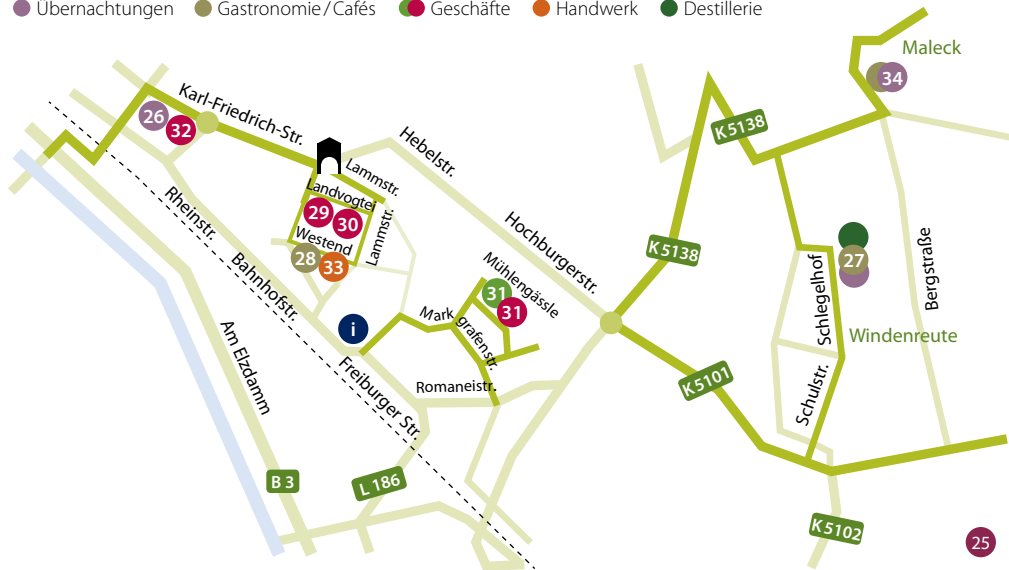 Übernachtungen Gastronomie/Cafés Geschäfte Handwerk Destillerie
Maleck
34
26
32
Karl-Friedrich-Str.
K 5138
Hebelstr.
Lammstr.
Landvogtei
29
30
Westend
Lammstr.
28
33
Rheinstr.
Bahnhofstr.
Hochburgerstr.
K 5138
Mühlengässle
31
31
27
Schlegelhof
Bergstraße
Windenreute
i
Markgrafenstr.
Am Elzdamm
Freiburger Str.
Romaneistr.
K 5101
Schulstr.
B 3
L 186
K 5102
25